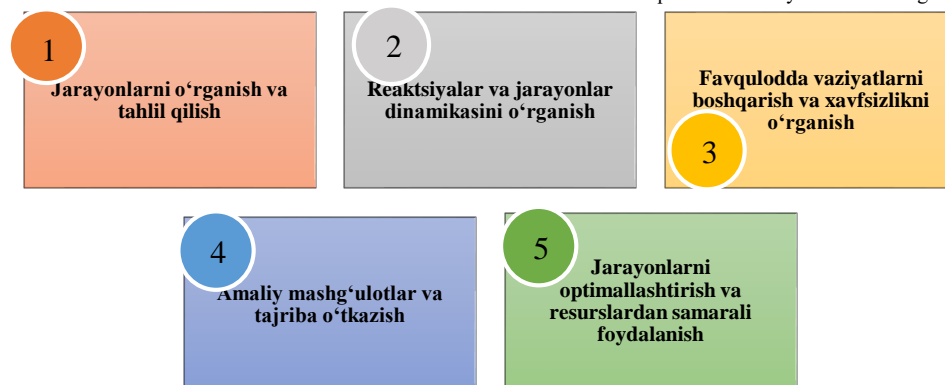 1
Jarayonlarni o‘rganish va
tahlil qilish
2
Reaktsiyalar va jarayonlar
dinamikasini o‘rganish
Favqulodda vaziyatlarni
boshqarish va xavfsizlikni
o‘rganish
3
4
Amaliy mashg‘ulotlar va
tajriba o‘tkazish
5
Jarayonlarni
optimallashtirish va
resurslardan samarali
foydalanish